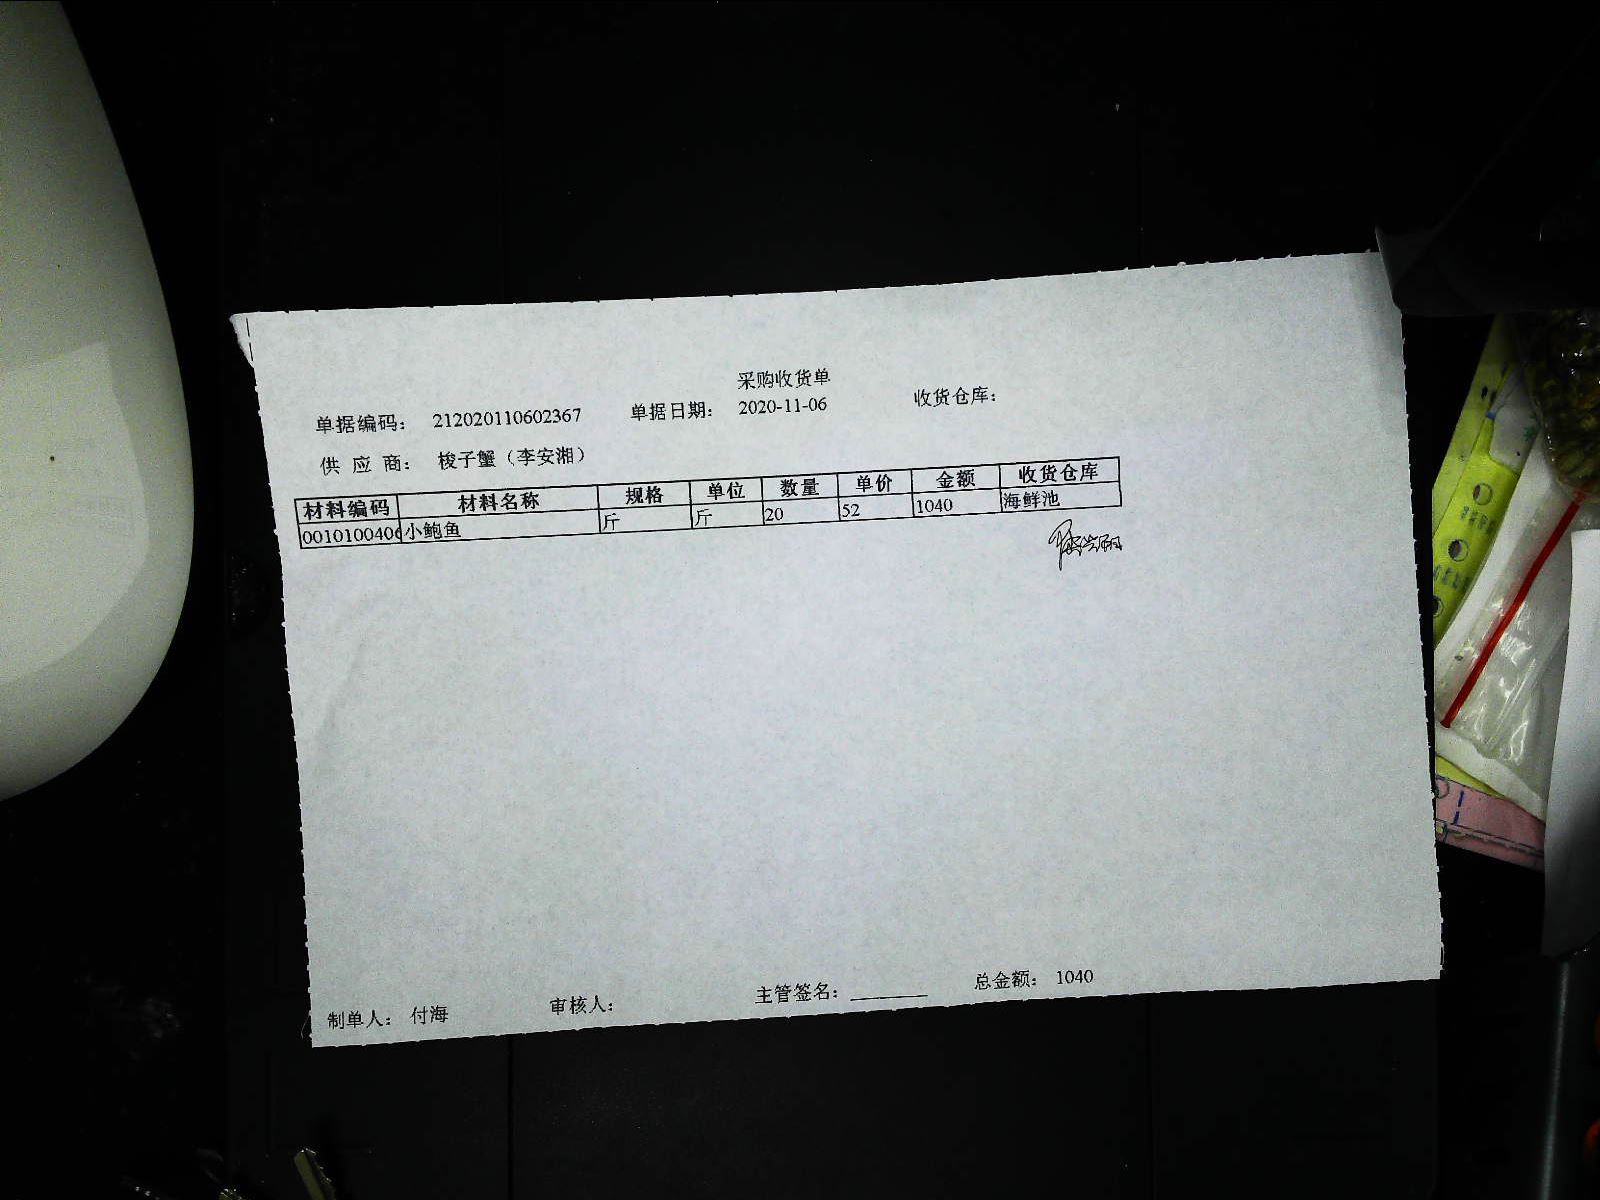 采购收货单
单据编码： 212020110602367 单据日期： 2020-11-06 收货仓库：
供 应 商： 梭子蟹（李安湘）
材料编码 材料名称 规格 单位 数量 单价 金额 收货仓库
0010100406 小鲍鱼 斤 斤 20 52 1040 海鲜池
制单人： 付海 审核人： 主管签名： 总金额： 1040